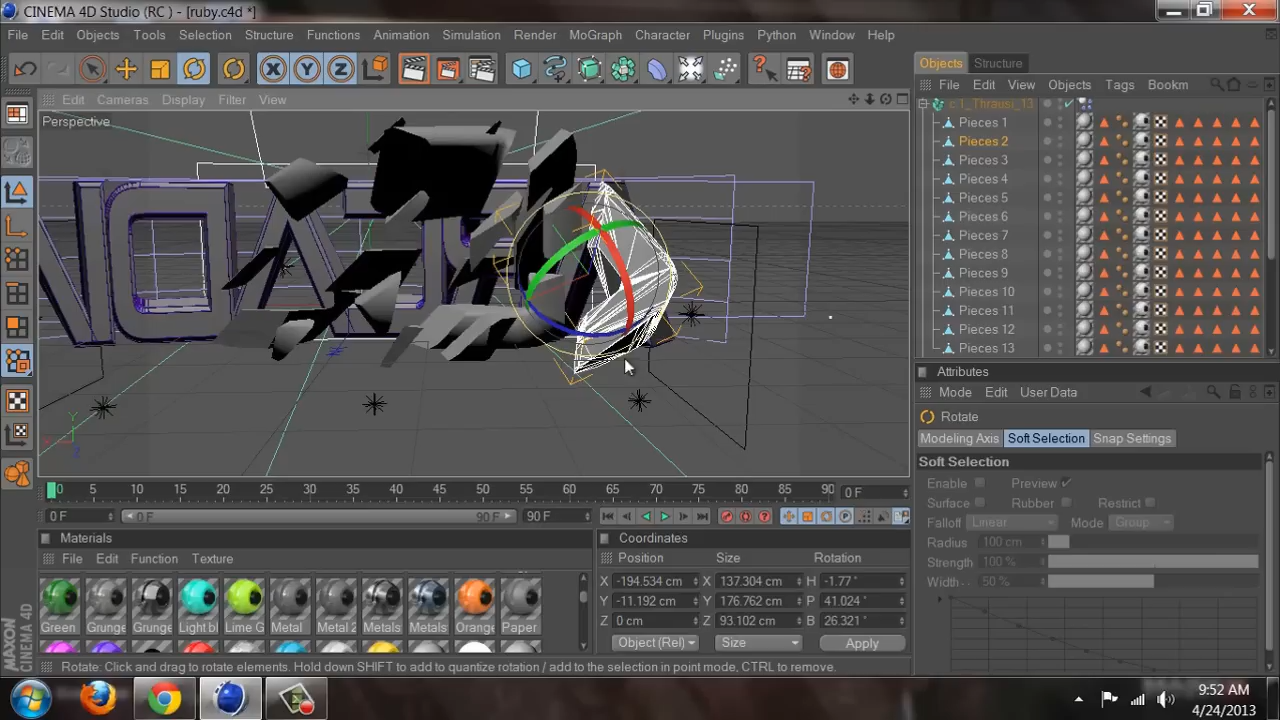 CINEMA 4D Studio (RC ) - [ruby.c4d *]
File Edit Objects Tools Selection Structure Functions Animation Simulation Render MoGraph Character Plugins Python Window Help
X Y Z
Objects Structure
File Edit View Objects Tags Bookm
Edit Cameras Display Filter View
Perspective
c 1_Thrausi_13
Pieces 1
Pieces 2
Pieces 3
Pieces 4
Pieces 5
Pieces 6
Pieces 7
Pieces 8
Pieces 9
Pieces 10
Pieces 11
Pieces 12
Pieces 13
Attributes
Mode Edit User Data
Rotate
Modeling Axis Soft Selection Snap Settings
Soft Selection
Enable Preview
Surface Rubber Restrict
Falloff Linear Mode Group
Radius 100 cm
Strength 100 %
Width 50 %
Y
X
Z
0 5 10 15 20 25 30 35 40 45 50 55 60 65 70 75 80 85 90 0 F
0 F 0 F 90 F 90 F
Materials
File Edit Function Texture
Green Grunge Grunge Light b Lime G Metal Metal 2 Metals Metals Orange Paper
Coordinates
Position Size Rotation
X -194.534 cm X 137.304 cm H -1.77 °
Y -11.192 cm Y 176.762 cm P 41.024 °
Z 0 cm Z 93.102 cm B 26.321 °
Object (Rel) Size Apply
MAXON CINEMA 4D
Rotate: Click and drag to rotate elements. Hold down SHIFT to add to quantize rotation / add to the selection in point mode, CTRL to remove.
9:52 AM
4/24/2013